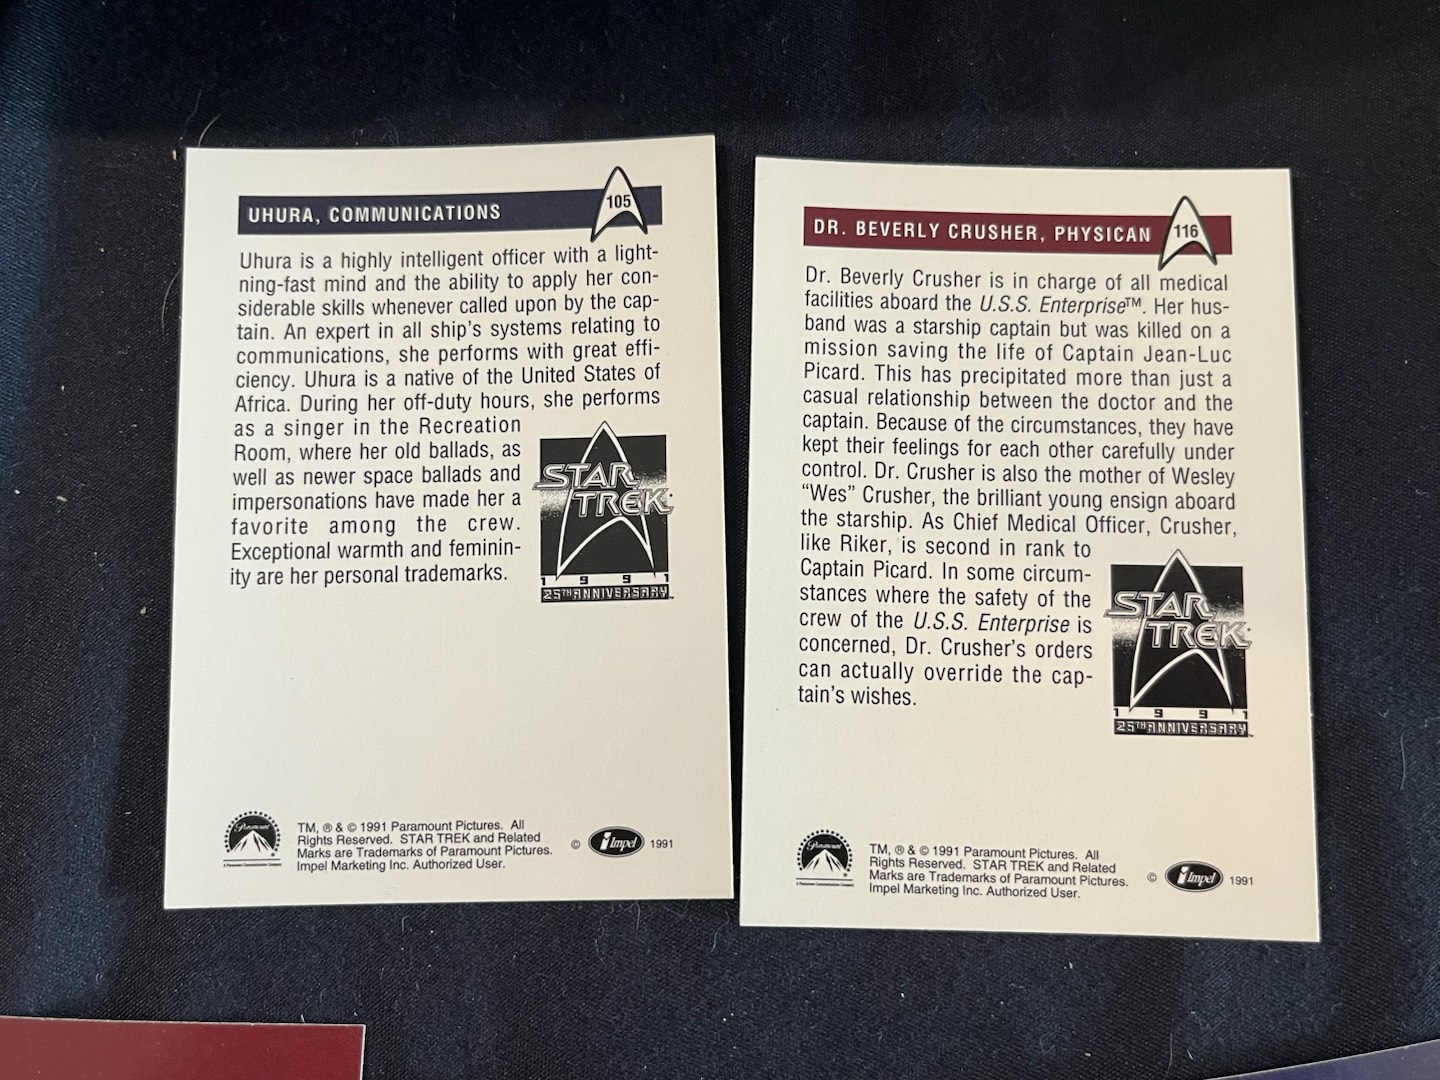 UHURA, COMMUNICATIONS
105
Uhura is a highly intelligent officer with a light-
ning-fast mind and the ability to apply her con-
siderable skills whenever called upon by the cap-
tain. An expert in all ship's systems relating to
communications, she performs with great effi-
ciency. Uhura is a native of the United States of
Africa. During her off-duty hours, she performs
as a singer in the Recreation
Room, where her old ballads, as
well as newer space ballads and
impersonations have made her a
favorite among the crew.
Exceptional warmth and feminin-
ity are her personal trademarks.
STAR
TREK
1991
25TH ANNIVERSARY
Paramount
A Paramount Communications Company
TM, ® & © 1991 Paramount Pictures. All
Rights Reserved. STAR TREK and Related
Marks are Trademarks of Paramount Pictures.
Impel Marketing Inc. Authorized User.
© Impel 1991
DR. BEVERLY CRUSHER, PHYSICAN
116
Dr. Beverly Crusher is in charge of all medical
facilities aboard the U.S.S. Enterprise™. Her hus-
band was a starship captain but was killed on a
mission saving the life of Captain Jean-Luc
Picard. This has precipitated more than just a
casual relationship between the doctor and the
captain. Because of the circumstances, they have
kept their feelings for each other carefully under
control. Dr. Crusher is also the mother of Wesley
“Wes” Crusher, the brilliant young ensign aboard
the starship. As Chief Medical Officer, Crusher,
like Riker, is second in rank to
Captain Picard. In some circum-
stances where the safety of the
crew of the U.S.S. Enterprise is
concerned, Dr. Crusher's orders
can actually override the cap-
tain's wishes.
STAR
TREK
1991
25TH ANNIVERSARY
Paramount
A Paramount Communications Company
TM, ® & © 1991 Paramount Pictures. All
Rights Reserved. STAR TREK and Related
Marks are Trademarks of Paramount Pictures.
Impel Marketing Inc. Authorized User.
© Impel 1991